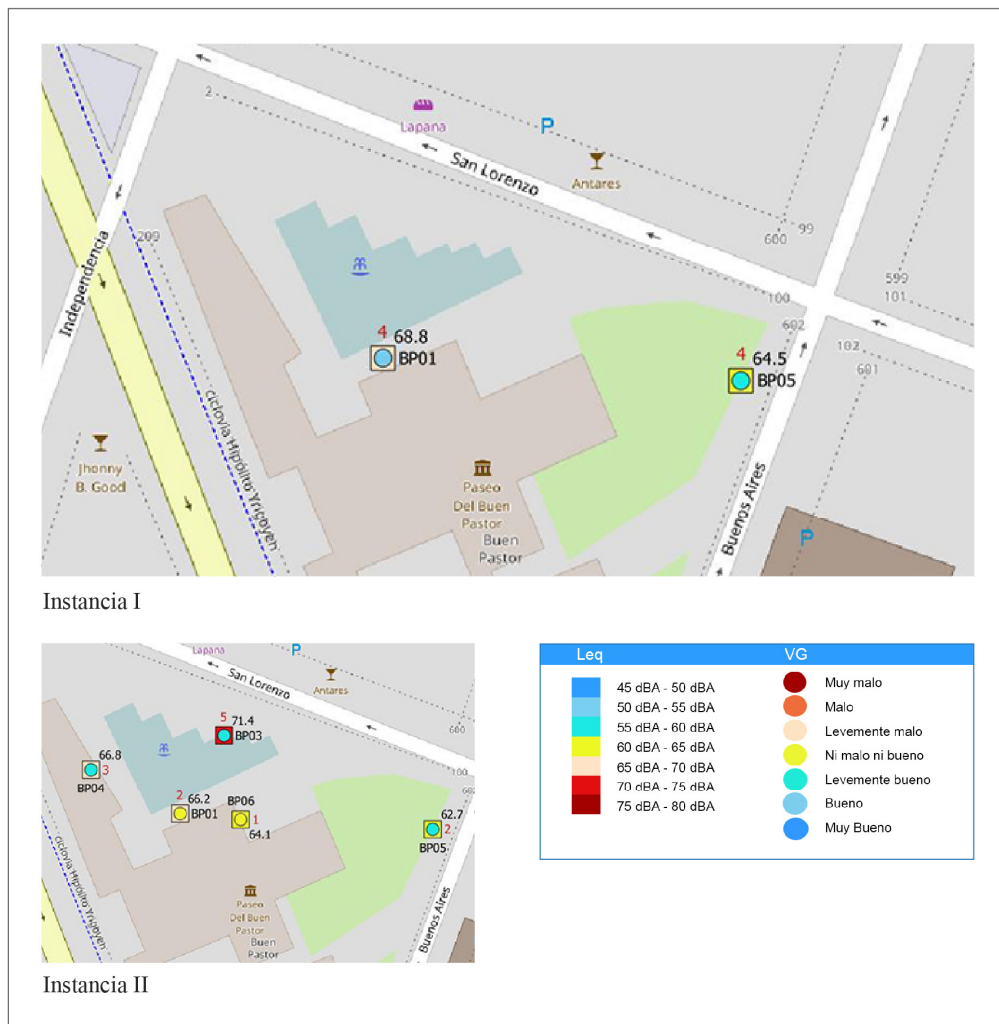 2
Lapana
P
Antares
San Lorenzo
99
600
209
Independencia
100
599
101
602
102
601
4 68.8
BP01
4 64.5
BP05
ciclovía Hipólito Yrigoyen
Jhonny
B. Good
Paseo
Del Buen
Pastor
Buen
Pastor
Buenos Aires
P
Instancia I
Lapana
P
San Lorenzo
Antares
600
100
5 71.4
BP03
66.8
3
BP04
2 66.2
BP01
BP06
1
64.1
62.7
2
BP05
ciclovía Hipólito Yrigoyen
Paseo
Del Buen
Pastor
Buen
Pastor
Buenos Aires
Instancia II
Leq VG
45 dBA - 50 dBA Muy malo
50 dBA - 55 dBA Malo
55 dBA - 60 dBA Levemente malo
60 dBA - 65 dBA Ni malo ni bueno
65 dBA - 70 dBA Levemente bueno
70 dBA - 75 dBA Bueno
75 dBA - 80 dBA Muy Bueno